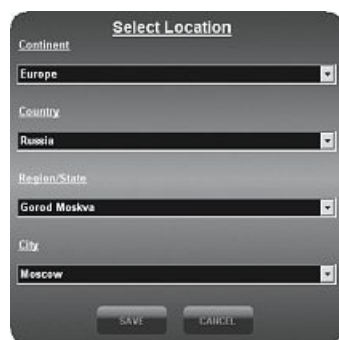 Select Location
Continent
Europe
Country
Russia
Region/State
Gorod Moskva
City
Moscow
SAVE
CANCEL